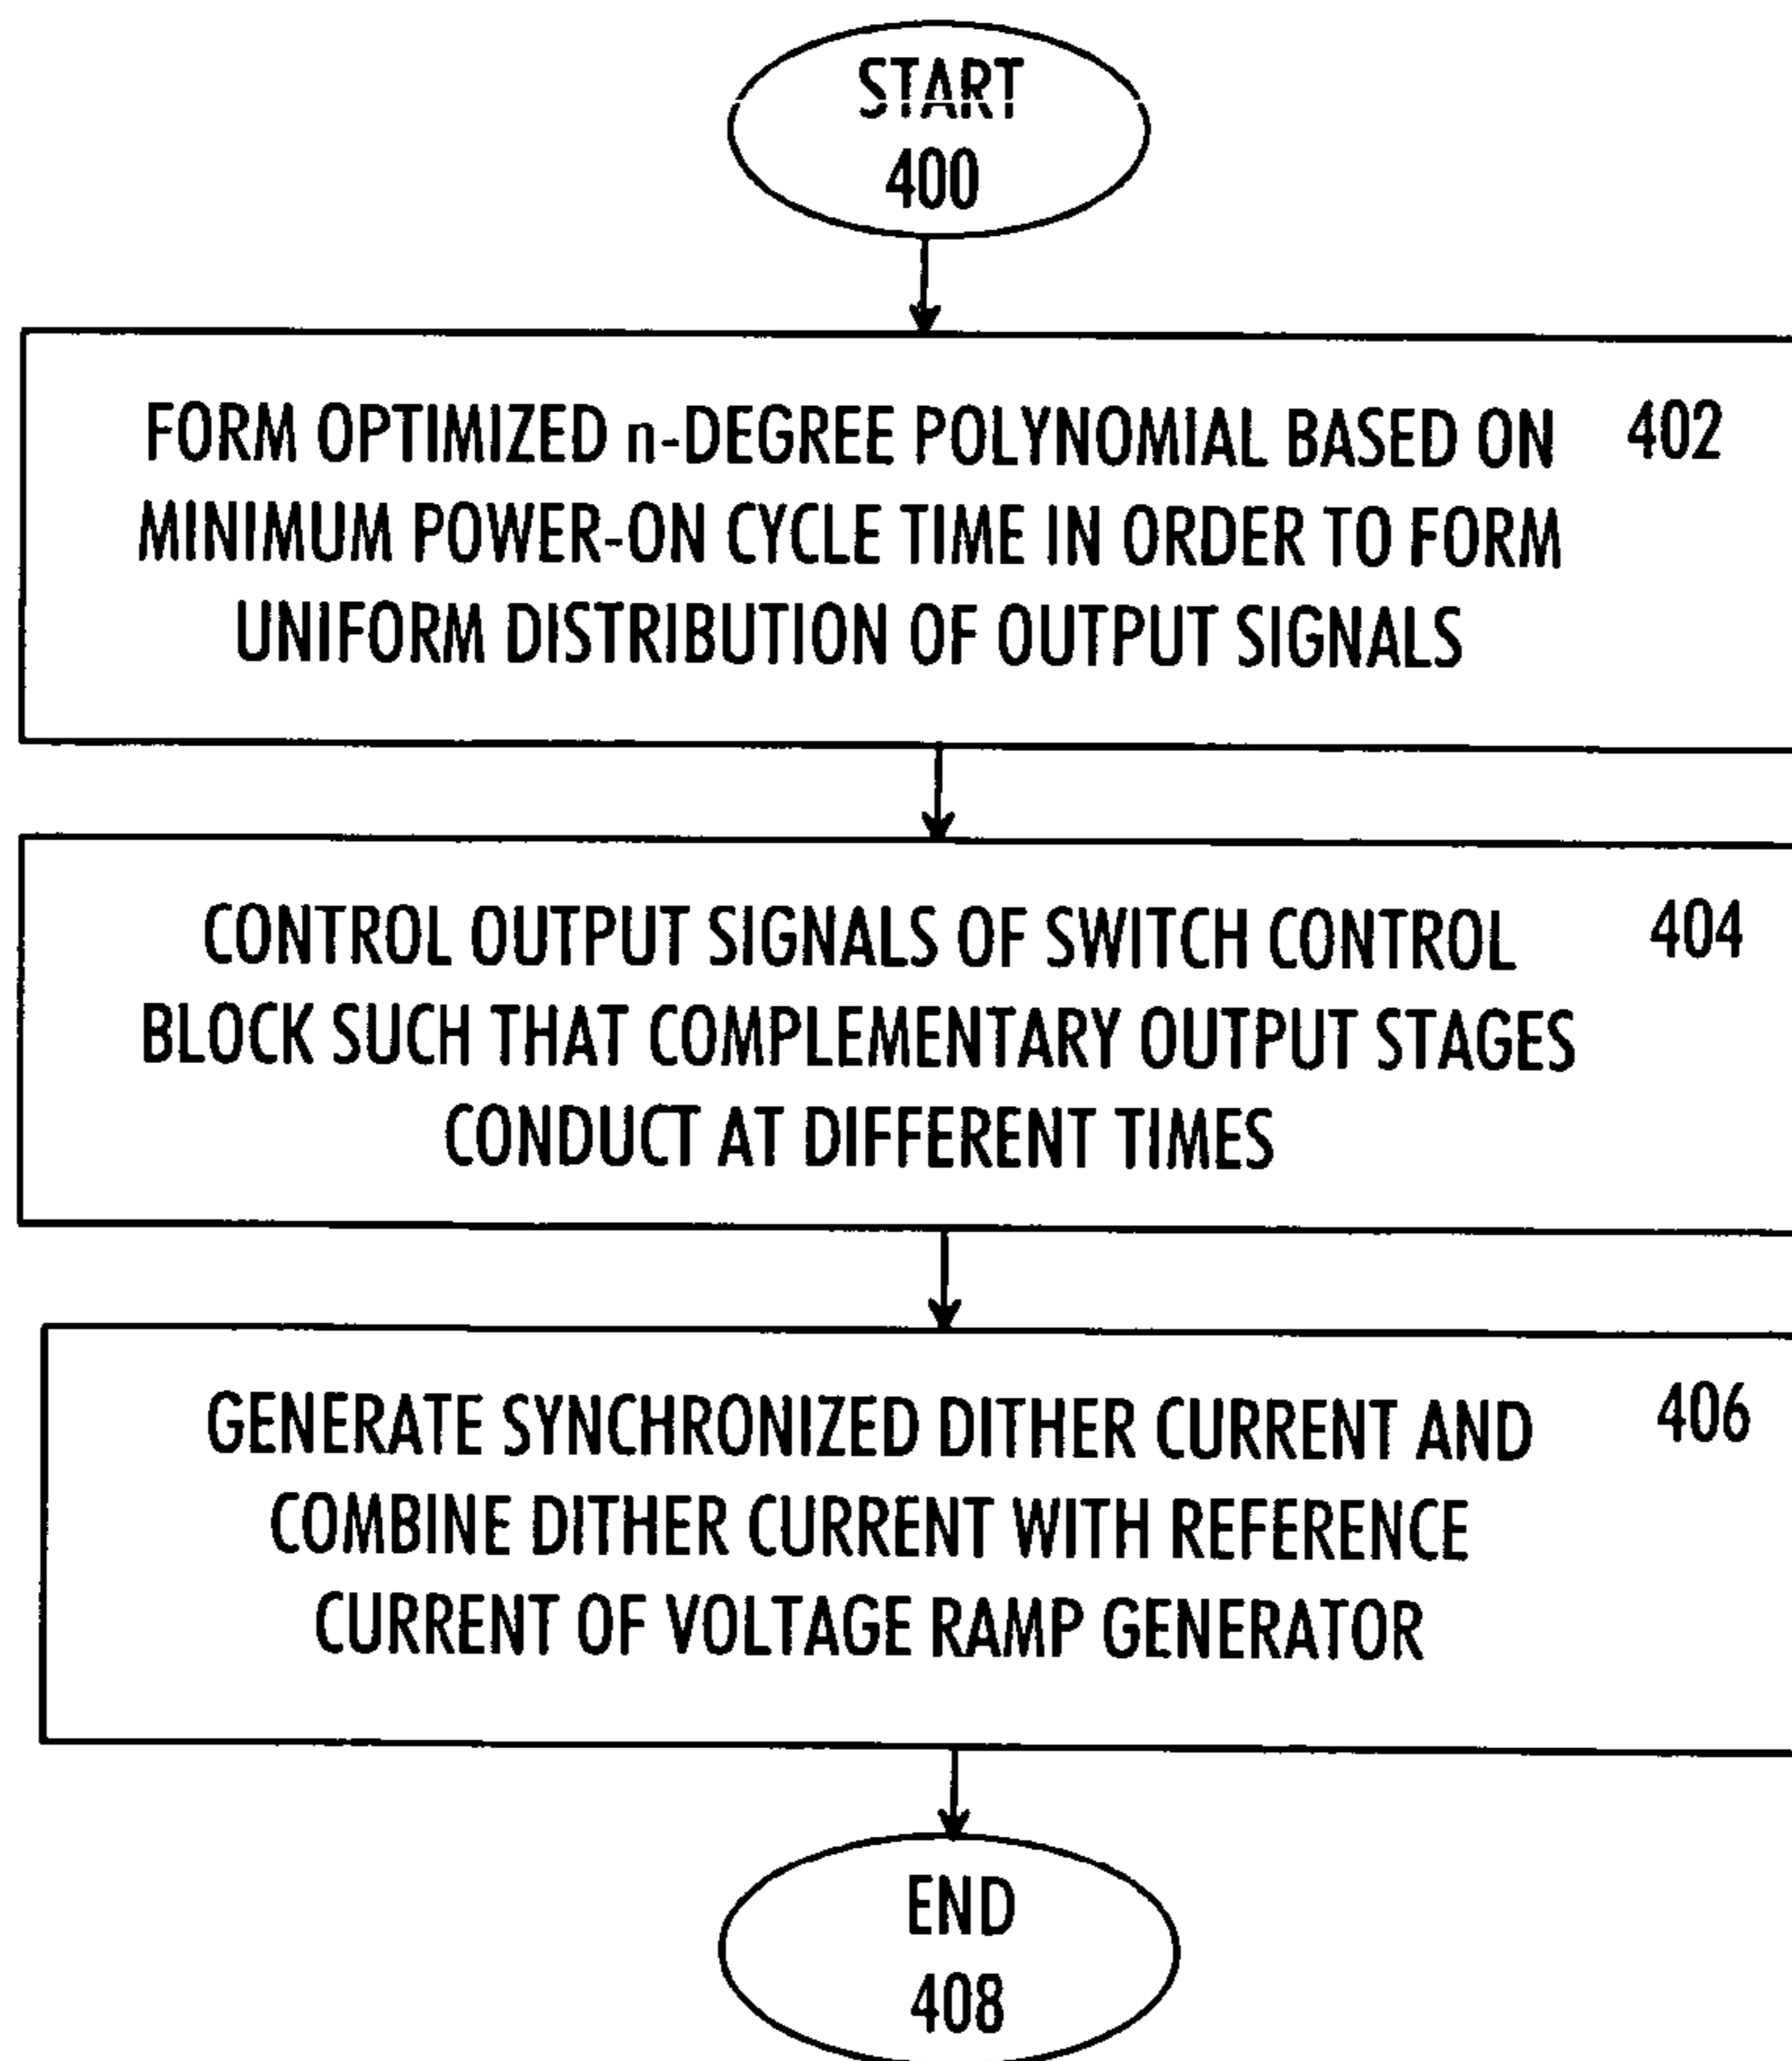 START
400
FORM OPTIMIZED n-DEGREE POLYNOMIAL BASED ON 402
MINIMUM POWER-ON CYCLE TIME IN ORDER TO FORM
UNIFORM DISTRIBUTION OF OUTPUT SIGNALS
CONTROL OUTPUT SIGNALS OF SWITCH CONTROL 404
BLOCK SUCH THAT COMPLEMENTARY OUTPUT STAGES
CONDUCT AT DIFFERENT TIMES
GENERATE SYNCHRONIZED DITHER CURRENT AND 406
COMBINE DITHER CURRENT WITH REFERENCE
CURRENT OF VOLTAGE RAMP GENERATOR
END
408